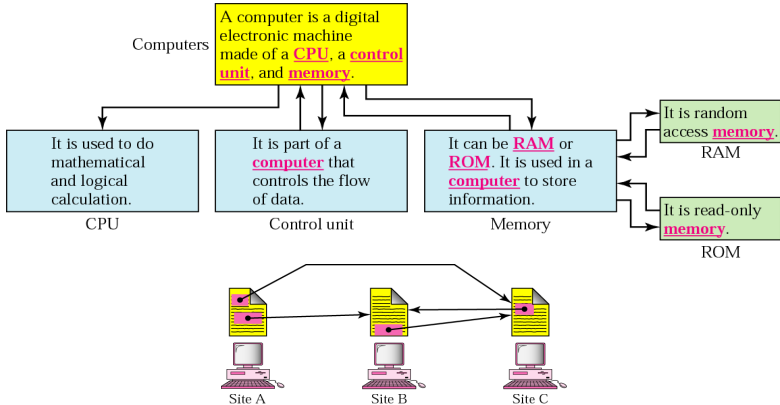 Computers
A computer is a digital
electronic machine
made of a CPU, a control
unit, and memory.
It is used to do
mathematical
and logical
calculation.
CPU
It is part of a
computer that
controls the flow
of data.
Control unit
It can be RAM or
ROM. It is used in a
computer to store
information.
Memory
It is random
access memory.
RAM
It is read-only
memory.
ROM
Site A
Site B
Site C